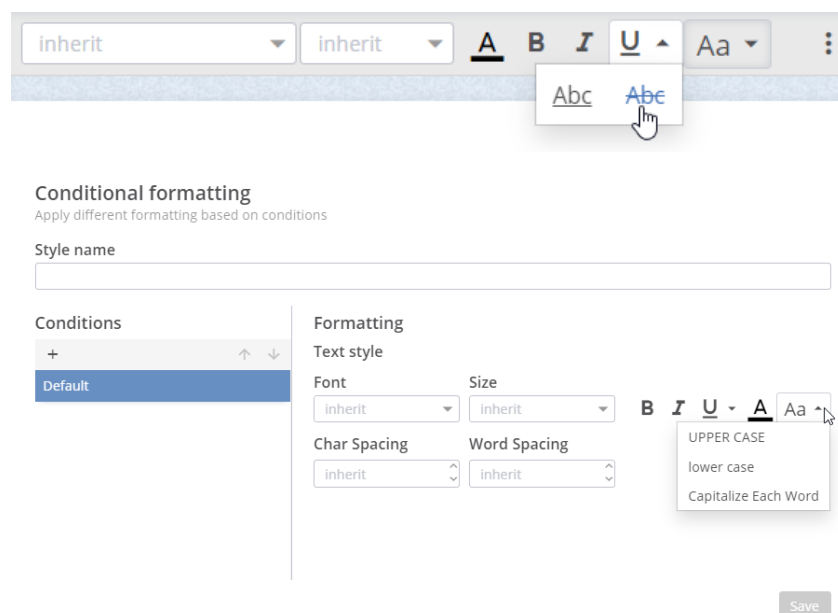 inherit inherit A B I U Aa
Abc Abc
Conditional formatting
Apply different formatting based on conditions
Style name
Conditions
Formatting
+
Text style
Default
Font Size
inherit inherit B I U A Aa
UPPER CASE
Char Spacing Word Spacing
lower case
inherit inherit
Capitalize Each Word
Save